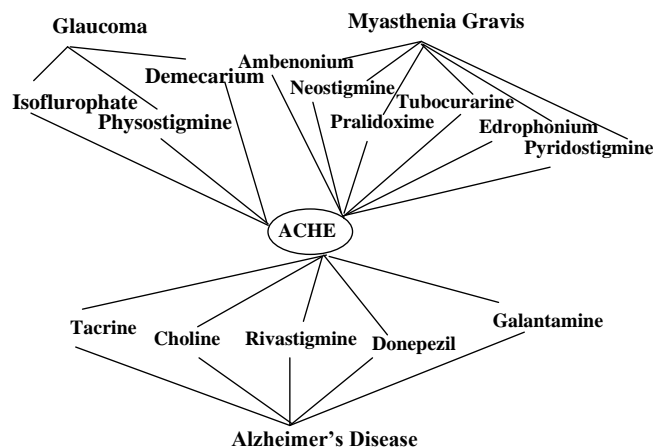 Glaucoma
Myasthenia Gravis
Demecarium
Ambenonium
Neostigmine
Isoflurophate
Physostigmine
Tubocurarine
Pralidoxime
Edrophonium
Pyridostigmine
ACHE
Tacrine
Choline
Rivastigmine
Donepezil
Galantamine
Alzheimer's Disease